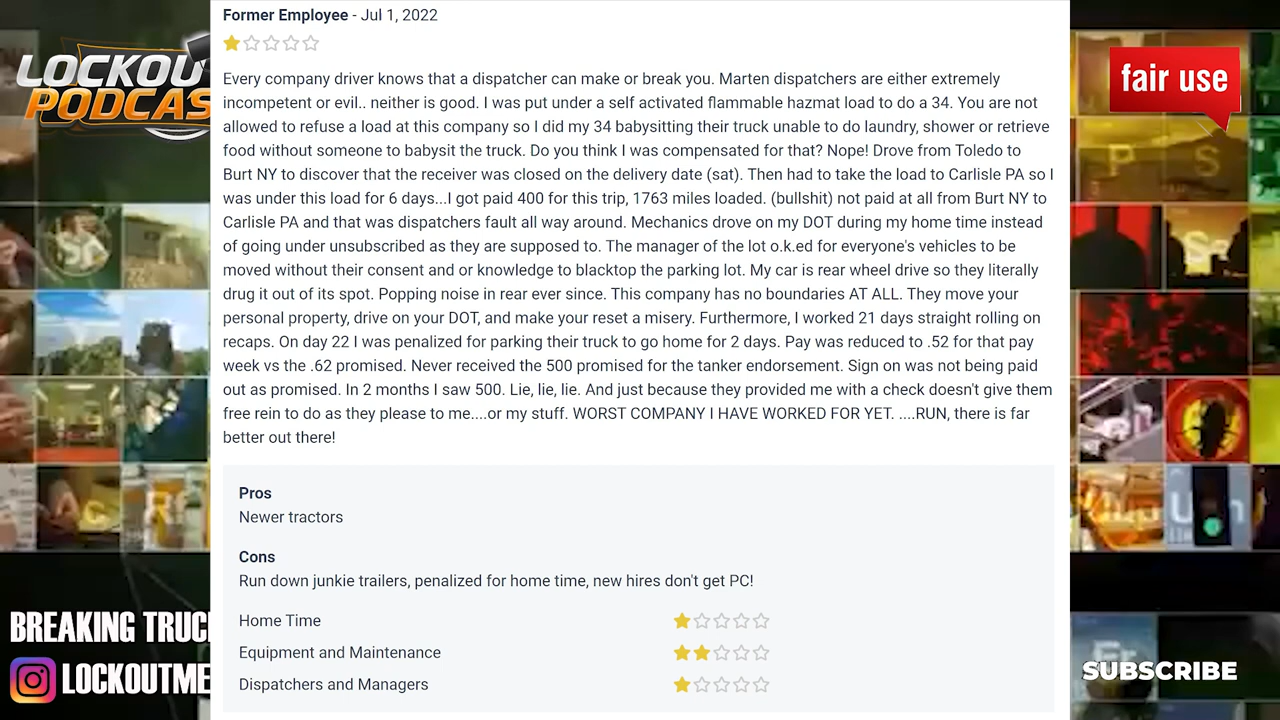 Former Employee - Jul 1, 2022
Every company driver knows that a dispatcher can make or break you. Marten dispatchers are either extremely
incompetent or evil.. neither is good. I was put under a self activated flammable hazmat load to do a 34. You are not
allowed to refuse a load at this company so I did my 34 babysitting their truck unable to do laundry, shower or retrieve
food without someone to babysit the truck. Do you think I was compensated for that? Nope! Drove from Toledo to
Burt NY to discover that the receiver was closed on the delivery date (sat). Then had to take the load to Carlisle PA so I
was under this load for 6 days...I got paid 400 for this trip, 1763 miles loaded. (bullshit) not paid at all from Burt NY to
Carlisle PA and that was dispatchers fault all way around. Mechanics drove on my DOT during my home time instead
of going under unsubscribed as they are supposed to. The manager of the lot o.k.ed for everyone's vehicles to be
moved without their consent and or knowledge to blacktop the parking lot. My car is rear wheel drive so they literally
drug it out of its spot. Popping noise in rear ever since. This company has no boundaries AT ALL. They move your
personal property, drive on your DOT, and make your reset a misery. Furthermore, I worked 21 days straight rolling on
recaps. On day 22 I was penalized for parking their truck to go home for 2 days. Pay was reduced to .52 for that pay
week vs the .62 promised. Never received the 500 promised for the tanker endorsement. Sign on was not being paid
out as promised. In 2 months I saw 500. Lie, lie, lie. And just because they provided me with a check doesn't give them
free rein to do as they please to me....or my stuff. WORST COMPANY I HAVE WORKED FOR YET. ....RUN, there is far
better out there!
Pros
Newer tractors
Cons
Run down junkie trailers, penalized for home time, new hires don't get PC!
Home Time
Equipment and Maintenance
Dispatchers and Managers
LOCKOU
PODCAS
BREAKING TRUC
LOCKOUTME
fair use
P
S
SUBSCRIBE